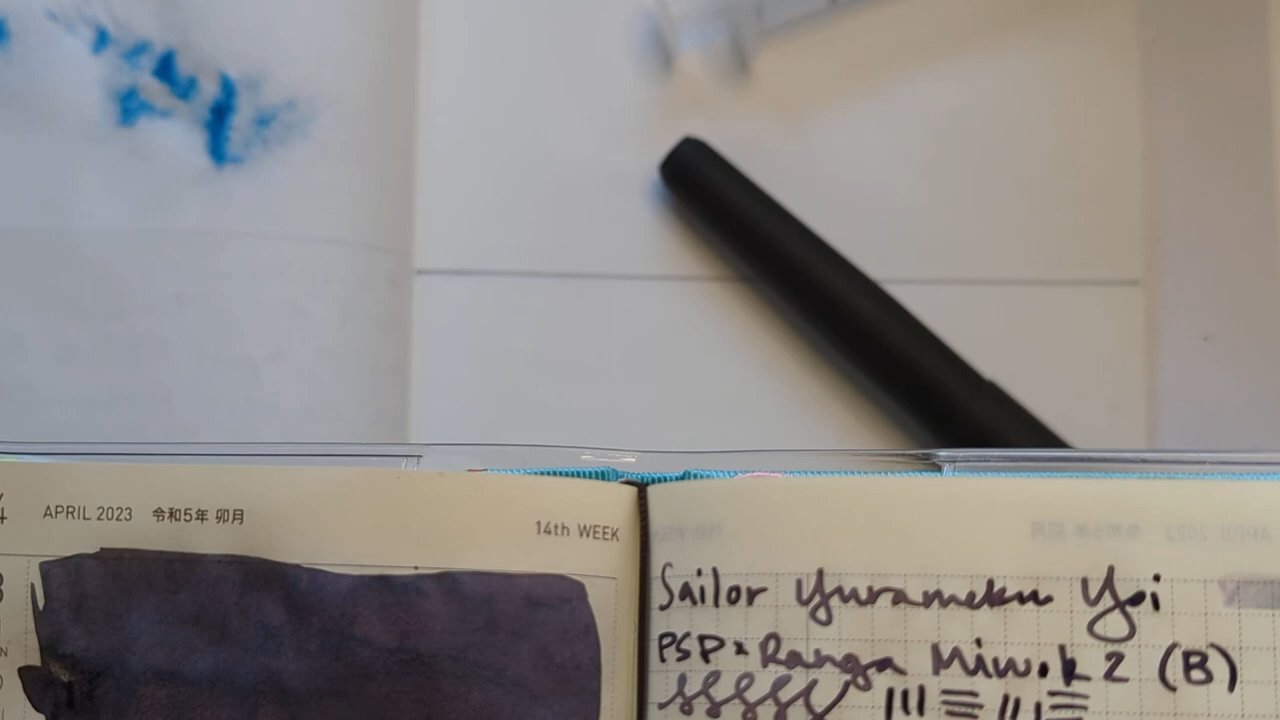 APRIL 2023 令和5年 卯月
14th WEEK
Sailor Yurameku Yoi
PSP x Ranga Miwok 2 (B)